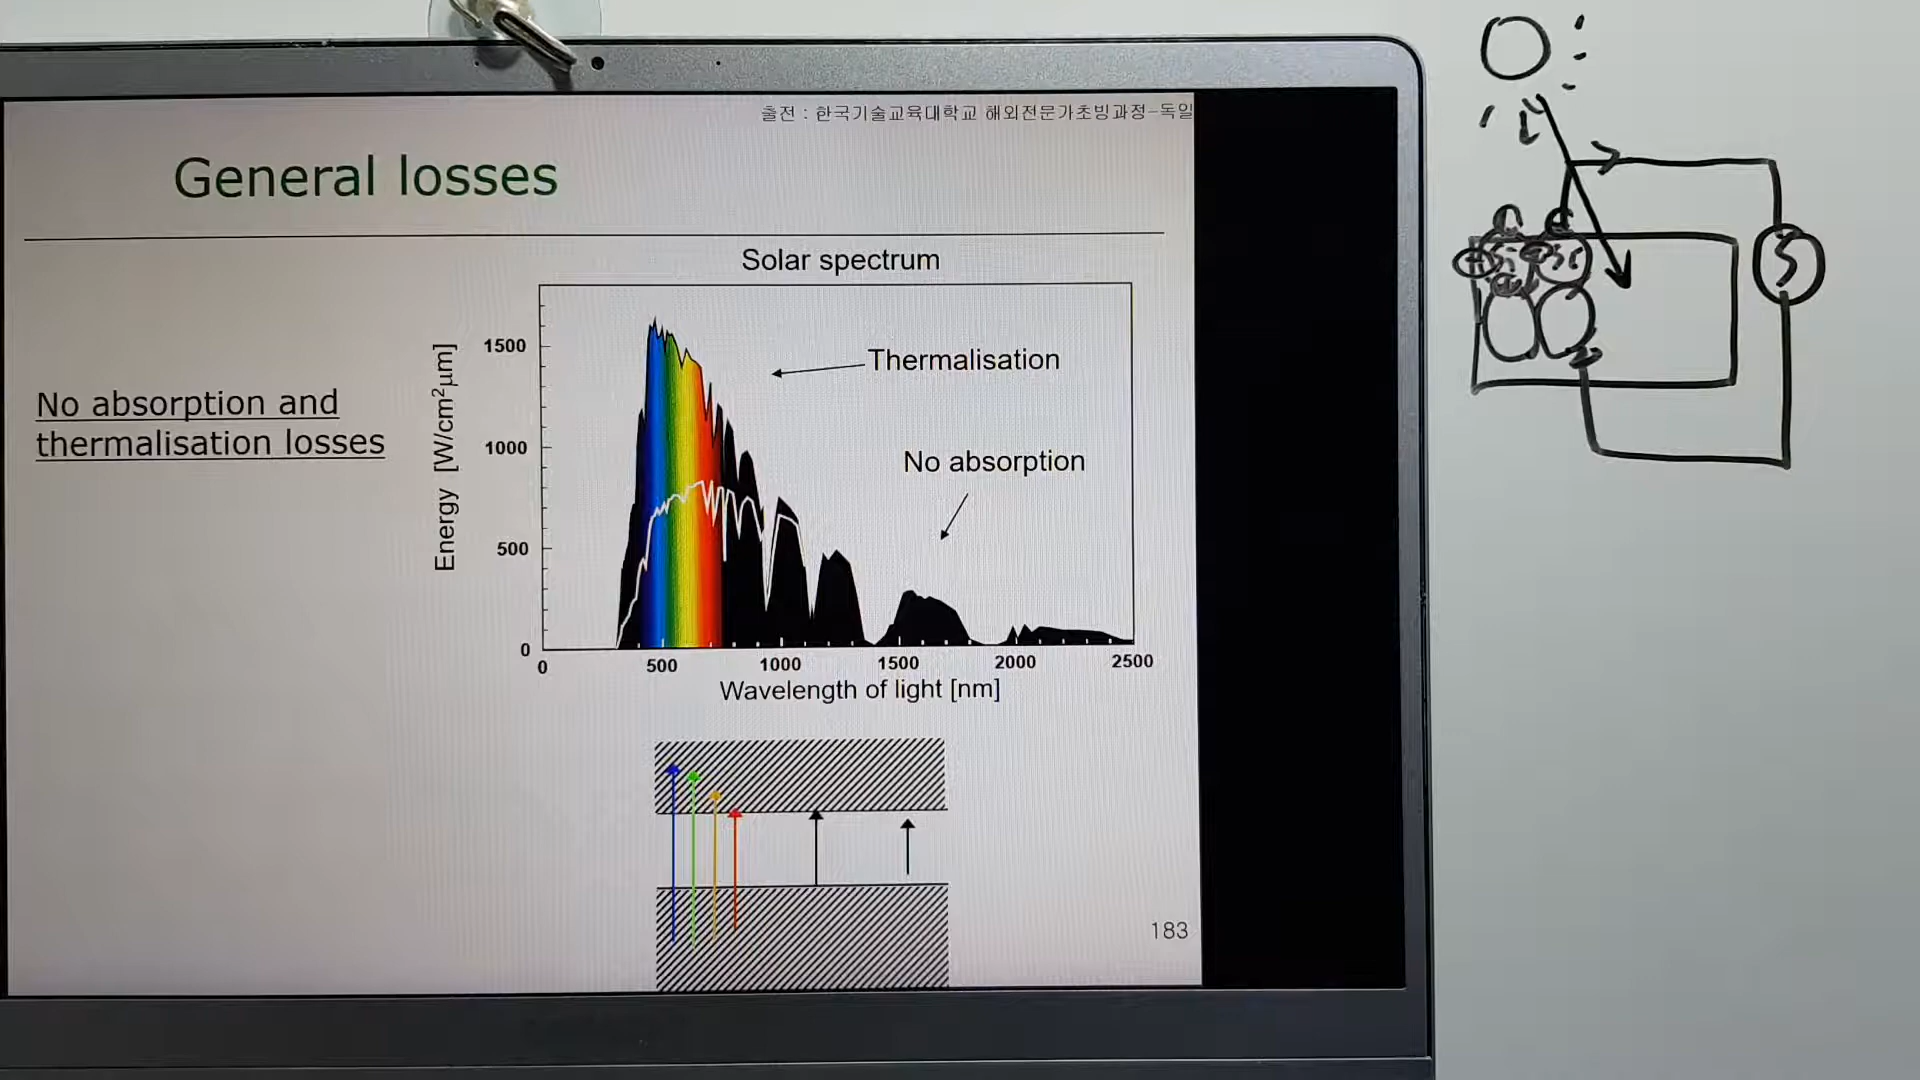 출전 : 한국기술교육대학교 해외전문가초빙과정-독일
General losses
Solar spectrum
No absorption and
thermalisation losses
Energy [W/cm²μm]
1500
1000
500
0
Thermalisation
No absorption
0 500 1000 1500 2000 2500
Wavelength of light [nm]
183